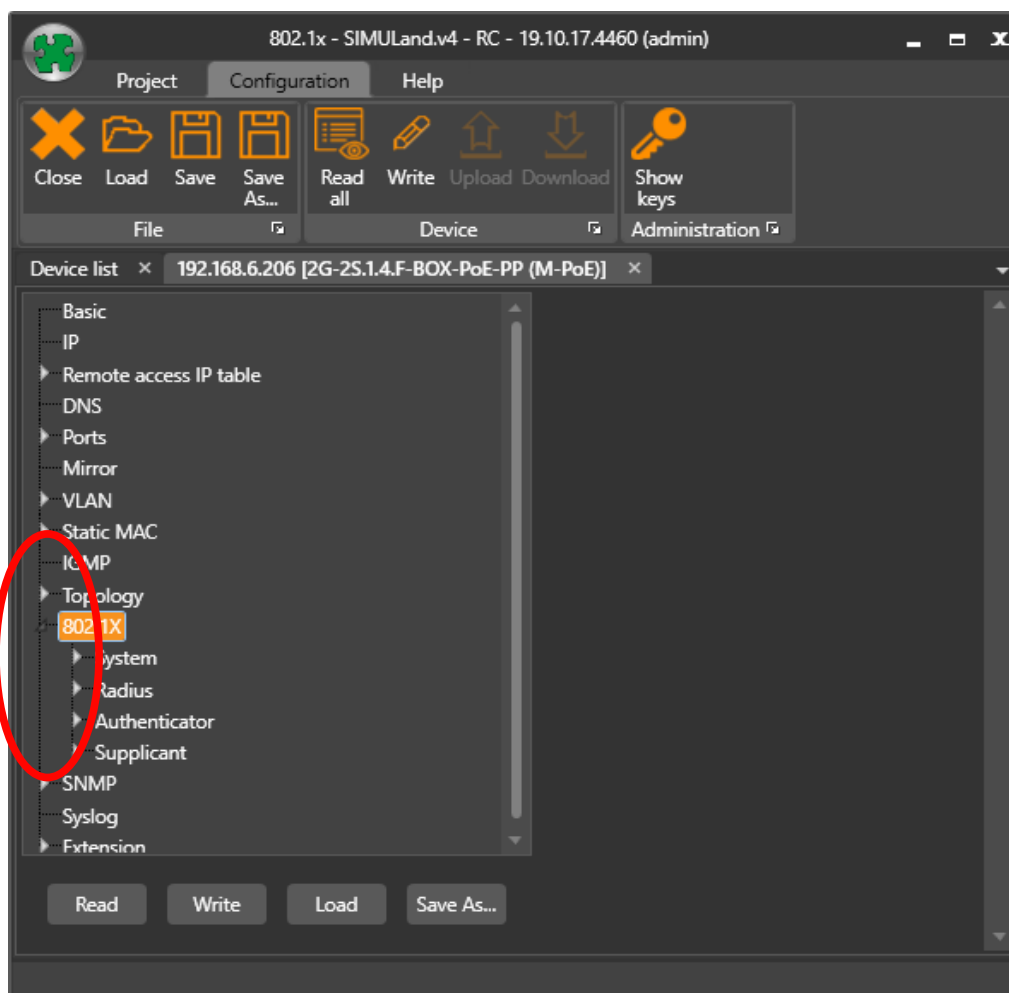 802.1x - SIMULand.v4 - RC - 19.10.17.4460 (admin)
Project Configuration Help
Close Load Save Save As... Read all Write Upload Download Show keys
File Device Administration
Device list × 192.168.6.206 [2G-2S.1.4.F-BOX-PoE-PP (M-PoE)] ×
Basic
IP
Remote access IP table
DNS
Ports
Mirror
VLAN
Static MAC
IGMP
Topology
802.1X
System
Radius
Authenticator
Supplicant
SNMP
Syslog
Extension
Read Write Load Save As...